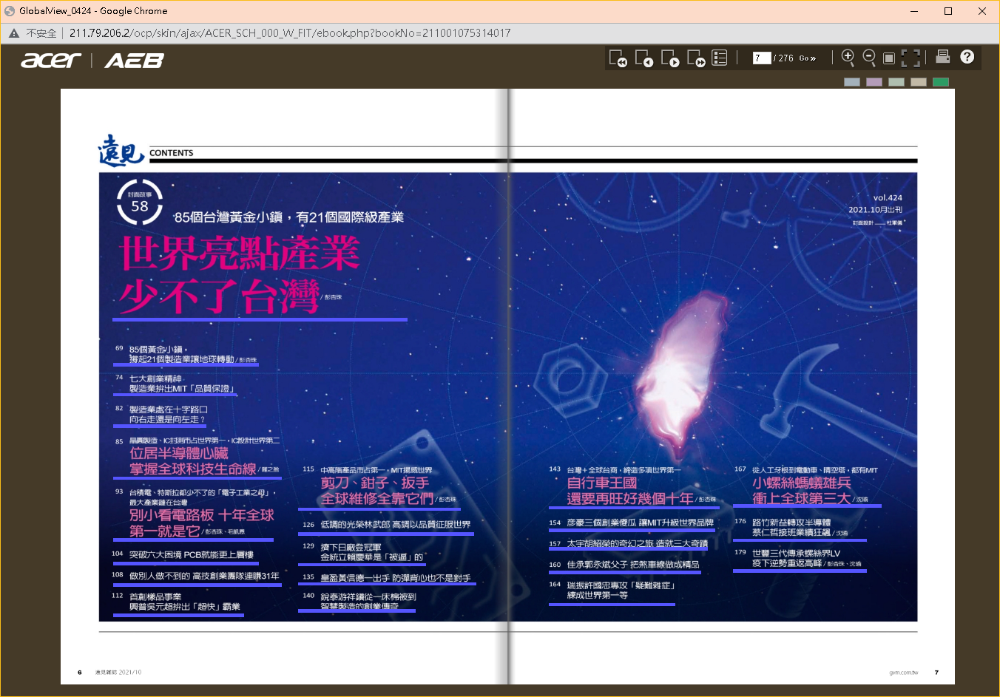 GlobalView_0424 - Google Chrome
不安全 211.79.206.2/ocp/skin/ajax/ACER_SCH_000_W_FIT/ebook.php?bookNo=211001075314017
acer | AEB
7 / 276 Go »
遠見
CONTENTS
封面故事
58
85個台灣黃金小鎮，有21個國際級產業
世界亮點產業
少不了台灣 / 彭杏珠
vol.424
2021.10月出刊
封面設計
69 85個黃金小鎮，
撐起21個製造業讓地球轉動 / 彭杏珠
74 七大創業精神
製造業拚出MIT「品質保證」
82 製造業處在十字路口
向右走還是向左走？
85 晶圓製造、IC封測市占世界第一，IC設計世界第二
位居半導體心臟
掌握全球科技生命線 / 羅之盈
93 台積電、特斯拉都少不了的「電子工業之母」，
最大產業鏈在台灣
別小看電路板 十年全球
第一就是它 / 彭杏珠、毛凱恩
104 突破六大困境 PCB就能更上層樓
108 做別人做不到的 高技創業團隊連賺31年
112 首創樣品事業
興普吳元超拚出「超快」霸業
115 中高階產品市占第一，MIT揚威世界
剪刀、鉗子、扳手
全球維修全靠它們 / 彭杏珠
126 低調的光榮林武郎 高調以品質征服世界
129 擠下日廠登冠軍
金統立賴慶華是「被逼」的
135 皇盈黃信德一出手 防彈背心也不是對手
140 銳泰游祥鎮從一床棉被到
智慧製造的創業傳奇
143 台灣＋全球台商，締造多項世界第一
自行車王國
還要再旺好幾個十年 / 彭杏珠
154 彥豪三個創業傻瓜 讓MIT升級世界品牌
157 太宇胡紹榮的奇幻之旅 造就三大奇蹟
160 佳承郭永斌父子 把煞車線做成精品
164 瑞振許國忠專攻「疑難雜症」
練成世界第一等
167 從人工牙根到電動車、晴空塔，都有MIT
小螺絲螞蟻雄兵
衝上全球第三大 / 沈瑜
176 路竹新益轉攻半導體
蔡仁哲接班業績狂飆 / 沈瑜
179 世豐三代傳承螺絲界LV
疫下逆勢重返高峰 / 彭杏珠、沈瑜
6 遠見雜誌 2021/10
gvm.com.tw 7